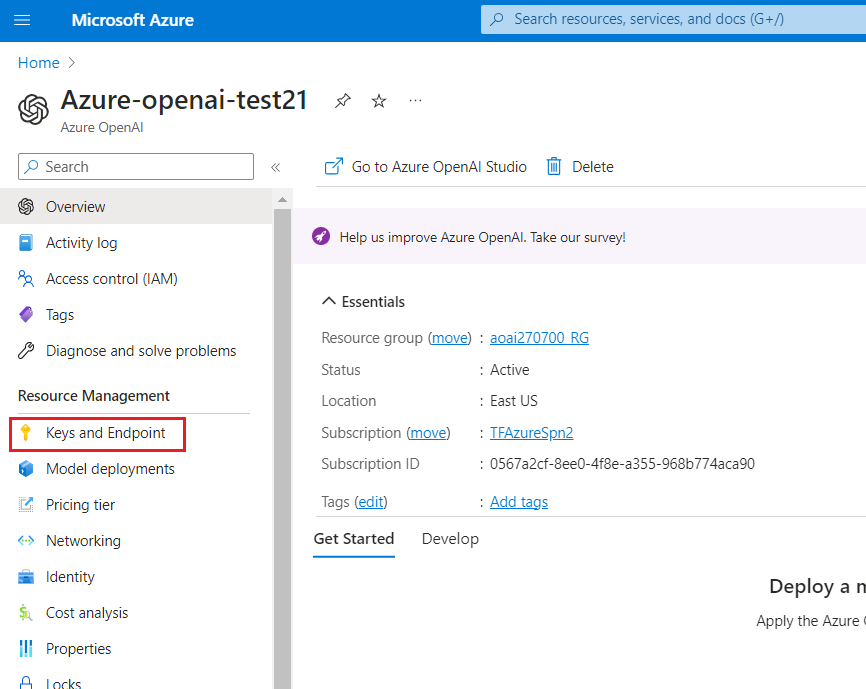 Microsoft Azure
Search resources, services, and docs (G+/)
Home
Azure-openai-test21
Azure OpenAI
Search
Go to Azure OpenAI Studio
Delete
Overview
Activity log
Access control (IAM)
Tags
Diagnose and solve problems
Resource Management
Keys and Endpoint
Model deployments
Pricing tier
Networking
Identity
Cost analysis
Properties
Locks
Help us improve Azure OpenAI. Take our survey!
Essentials
Resource group (move) : aoai270700_RG
Status : Active
Location : East US
Subscription (move) : TFAzureSpn2
Subscription ID : 0567a2cf-8ee0-4f8e-a355-968b774aca90
Tags (edit) : Add tags
Get Started Develop
Deploy a
Apply the Azure